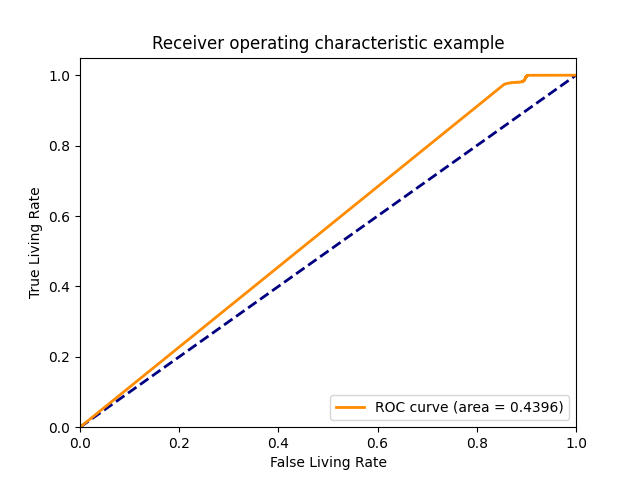 Receiver operating characteristic example
True Living Rate
1.0
0.8
0.6
0.4
0.2
0.0
ROC curve (area = 0.4396)
0.0 0.2 0.4 0.6 0.8 1.0
False Living Rate